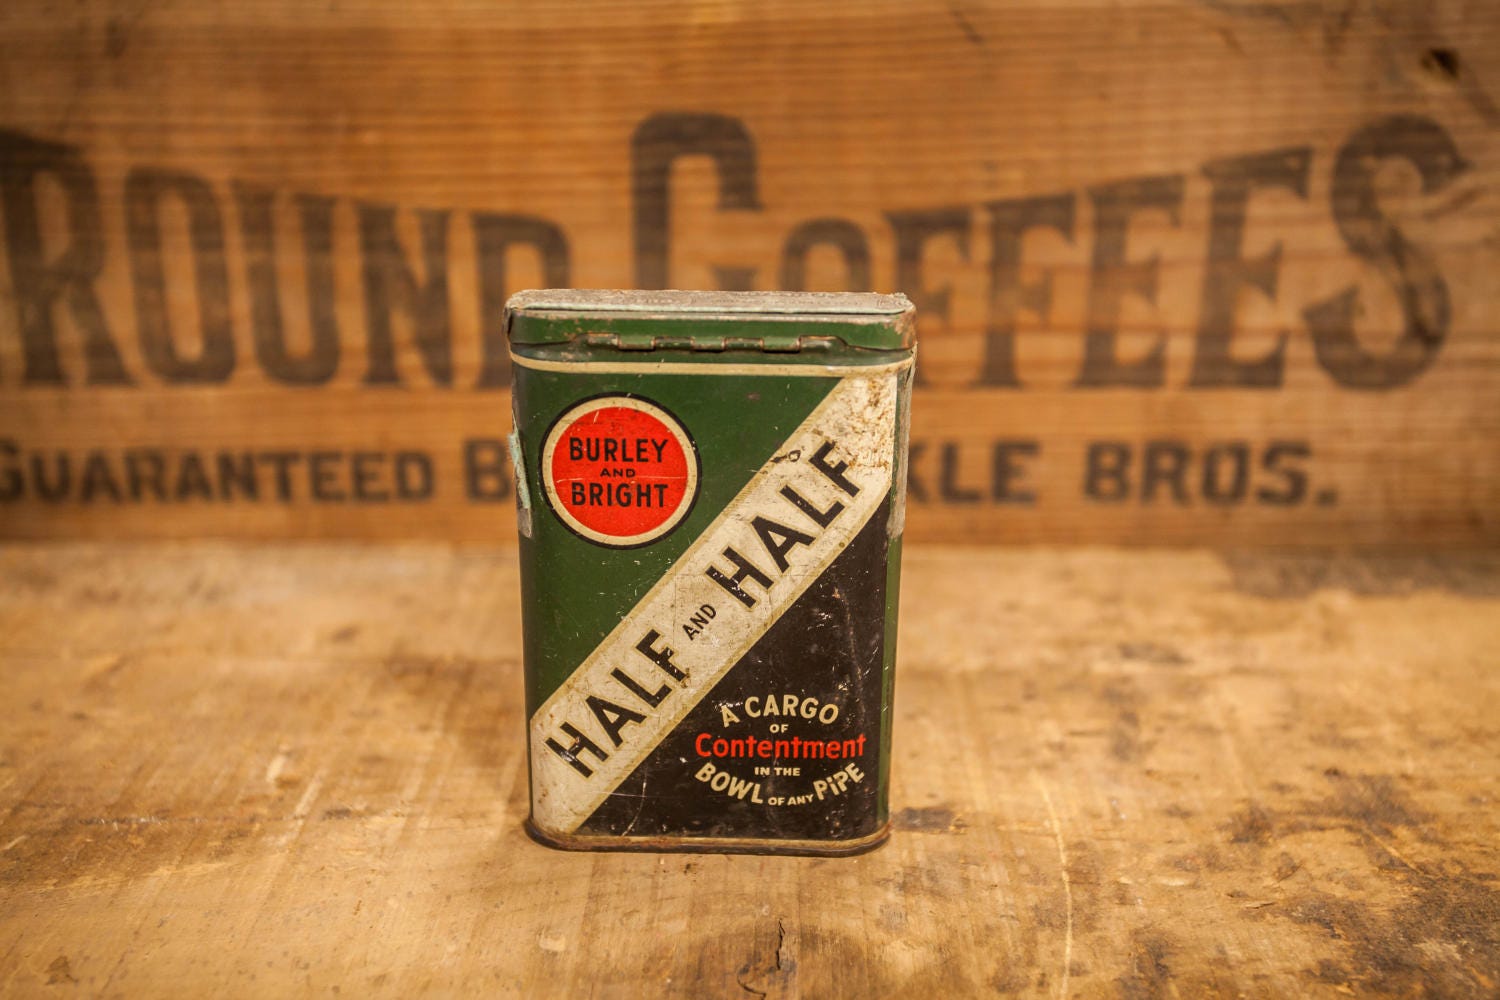 ROUND COFFEES
GUARANTEED B KLE BROS.
BURLEY
AND
BRIGHT
HALF AND HALF
A CARGO
OF
Contentment
IN THE
BOWL OF ANY PIPE